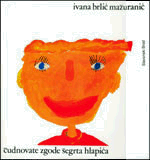 ivana brlić mažuranić
čudnovate zgode šegrta hlapića